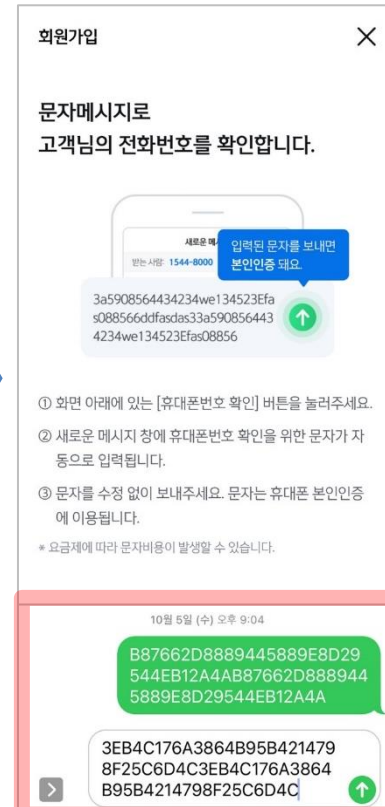 회원가입
문자메시지로
고객님의 전화번호를 확인합니다.
받는사람: 1544-8000
입력된 문자를 보내면
본인인증 돼요.
3a5908564434234we134523Efa
s088566ddfasdas33a590856443
4234we134523Efas08856
① 화면 아래에 있는 [휴대폰번호 확인] 버튼을 눌러주세요.
② 새로운 메시지 창에 휴대폰번호 확인을 위한 문자가 자
동으로 입력됩니다.
③ 문자를 수정 없이 보내주세요. 문자는 휴대폰 본인인증
에 이용됩니다.
* 요금제에 따라 문자비용이 발생할 수 있습니다.
10월 5일 (수) 오후 9:04
B87662D8889445889E8D29
544EB12A4AB87662D888944
5889E8D29544EB12A4A
3EB4C176A3864B95B421479
8F25C6D4C3EB4C176A3864
B95B4214798F25C6D4C